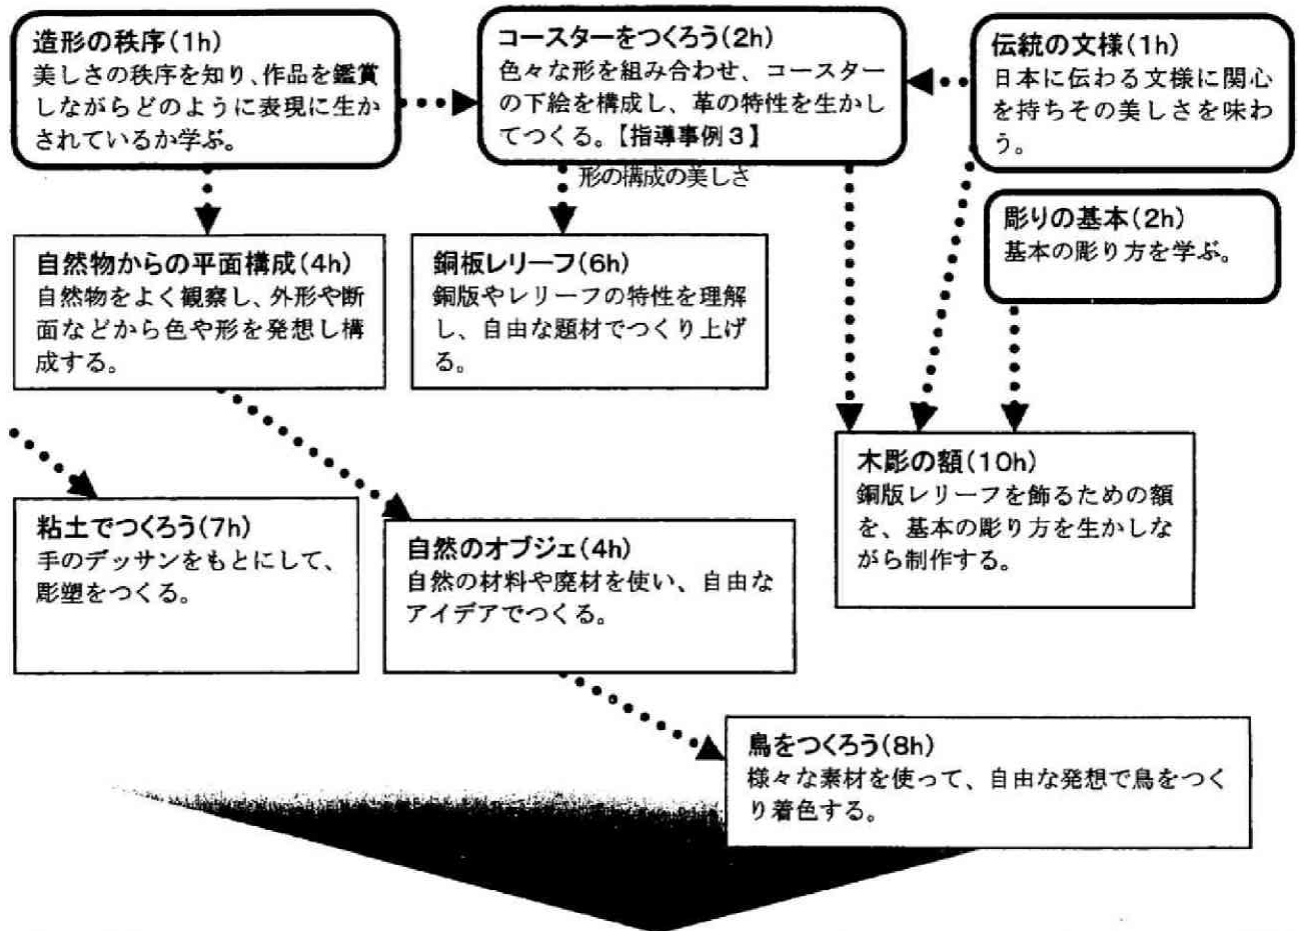 造形の秩序(1h)
美しさの秩序を知り、作品を鑑賞
しながらどのように表現に生か
されているか学ぶ。
コースターをつくろう(2h)
色々な形を組み合わせ、コースター
の下絵を構成し、革の特性を生かし
てつくる。【指導事例3】
伝統の文様(1h)
日本に伝わる文様に関心
を持ちその美しさを味わ
う。
形の構成の美しさ
彫りの基本(2h)
基本の彫り方を学ぶ。
自然物からの平面構成(4h)
自然物をよく観察し、外形や断
面などから色や形を発想し構
成する。
銅板レリーフ(6h)
銅版やレリーフの特性を理解
し、自由な題材でつくり上げ
る。
木彫の額(10h)
銅版レリーフを飾るための額
を、基本の彫り方を生かしな
がら制作する。
粘土でつくろう(7h)
手のデッサンをもとにして、
彫塑をつくる。
自然のオブジェ(4h)
自然の材料や廃材を使い、自由な
アイデアでつくる。
鳥をつくろう(8h)
様々な素材を使って、自由な発想で鳥をつく
り着色する。